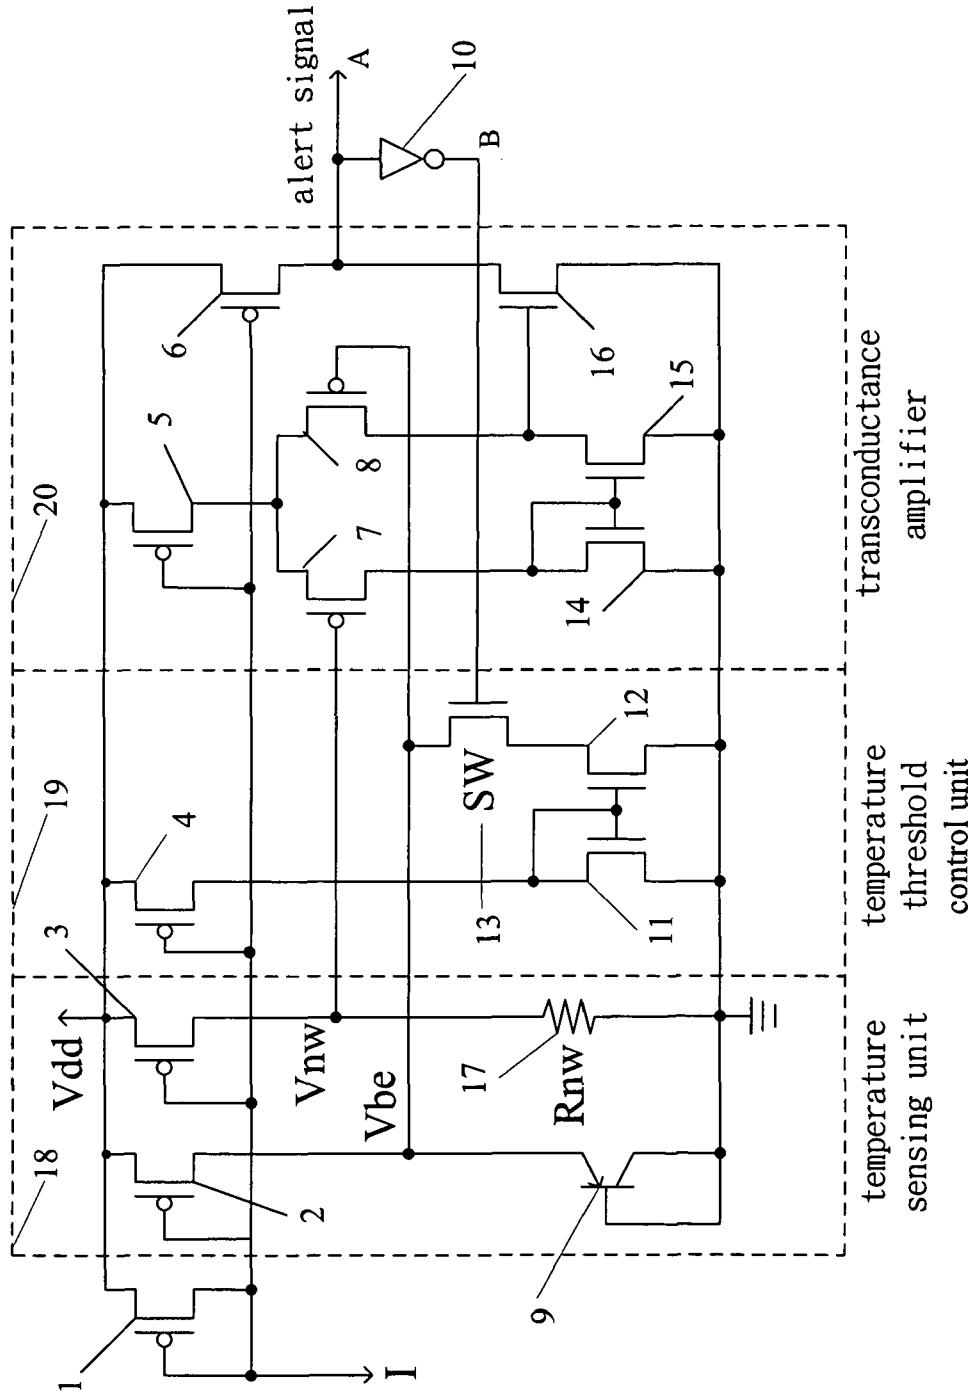 18
19
20
Vdd
3
4
5
6
alert signal
A
10
B
1
2
I
Vnw
Vbe
7
8
SW
13
12
11
14
15
16
17
Rnw
9
temperature
sensing unit
temperature
threshold
control unit
transconductance
amplifier